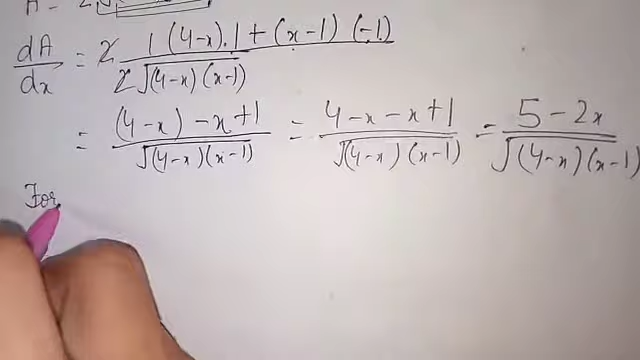 dA/dx = 2 1(4-x).1 + (x-1)(-1) / 2√(4-x)(x-1)
= (4-x)-x+1 / √(4-x)(x-1) = 4-x-x+1 / √(4-x)(x-1) = 5-2x / √(4-x)(x-1)
For